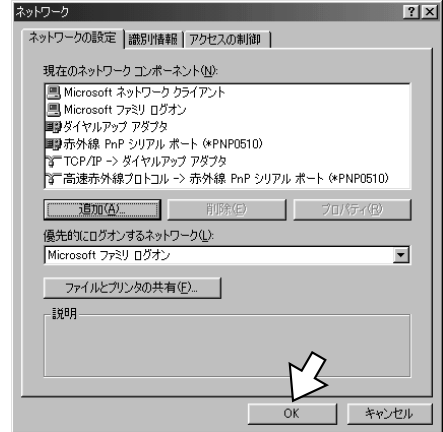 ネットワーク
ネットワークの設定 識別情報 アクセスの制御
現在のネットワーク コンポーネント(N):
Microsoft ネットワーク クライアント
Microsoft ファミリ ログオン
ダイヤルアップ アダプタ
赤外線 PnP シリアル ポート (*PNP0510)
TCP/IP -> ダイヤルアップ アダプタ
高速赤外線プロトコル -> 赤外線 PnP シリアル ポート (*PNP0510)
追加(A)... 削除(E) プロパティ(R)
優先的にログオンするネットワーク(L):
Microsoft ファミリ ログオン
ファイルとプリンタの共有(F)...
説明
OK キャンセル